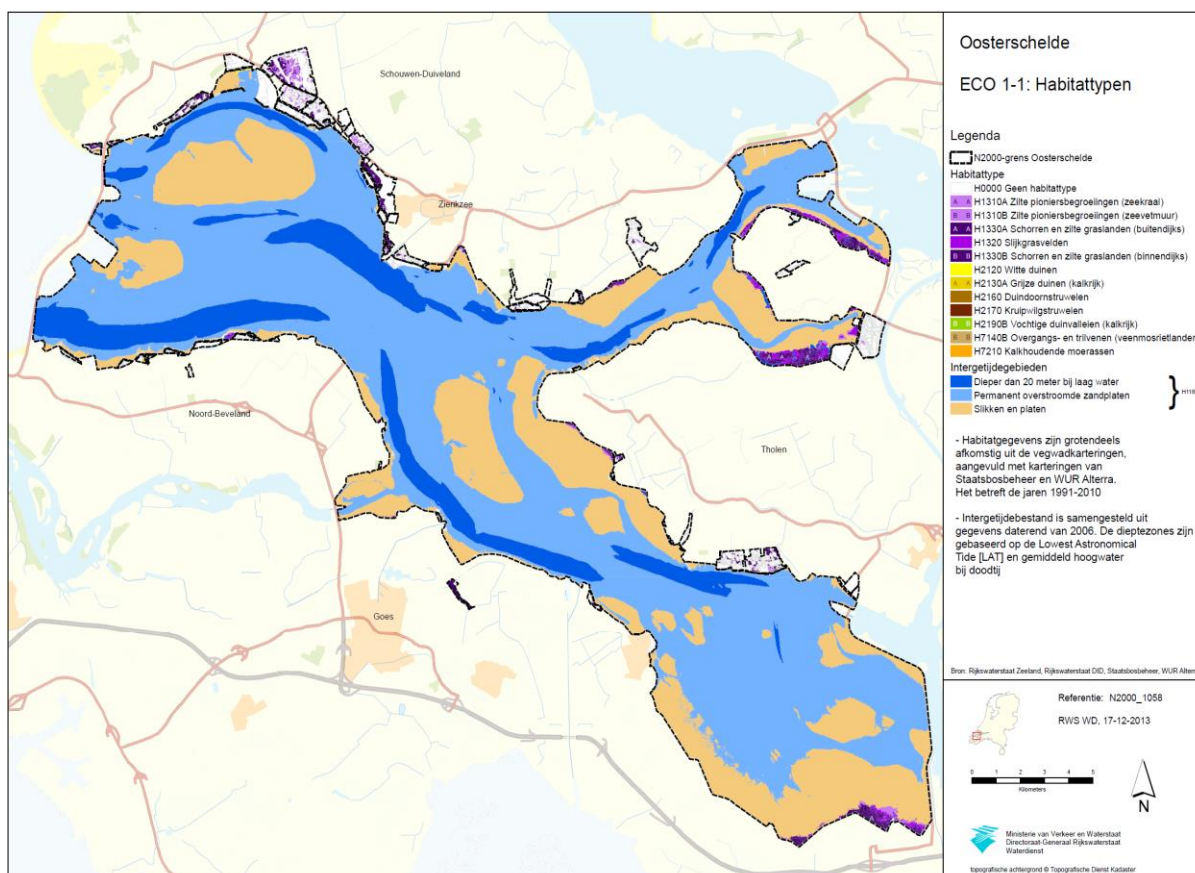 Oosterschelde
ECO 1-1: Habitattypen
Legenda
N2000-grens Oosterschelde
Habitattype
H0000 Geen habitattype
A A H1310A Zilte pioniersbegroeiingen (zeekraal)
B B H1310B Zilte pioniersbegroeiingen (zeevetmuur)
A A H1330A Schorren en zilte graslanden (buitendijks)
H1320 Slijkgrasvelden
B B H1330B Schorren en zilte graslanden (binnendijks)
H2120 Witte duinen
A A H2130A Grijze duinen (kalkrijk)
H2160 Duindoornstruwelen
H2170 Kruipwilgstruwelen
B B H2190B Vochtige duinvalleien (kalkrijk)
B B H7140B Overgangs- en trilvenen (veenmosrietlanden
H7210 Kalkhoudende moerassen
Intergetijdegebieden
Dieper dan 20 meter bij laag water
Permanent overstroomde zandplaten
Slikken en platen
} H116
- Habitatgegevens zijn grotendeels
afkomstig uit de vegwadkarteringen,
aangevuld met karteringen van
Staatsbosbeheer en WUR Alterra.
Het betreft de jaren 1991-2010
- Intergetijdebestand is samengesteld uit
gegevens daterend van 2006. De dieptezones zijn
gebaseerd op de Lowest Astronomical
Tide [LAT] en gemiddeld hoogwater
bij doodtij
Bron: Rijkswaterstaat Zeeland, Rijkswaterstaat DID, Staatsbosbeheer, WUR Alterr
Referentie: N2000_1058
RWS WD, 17-12-2013
0 1 2 3 4 5
Kilometers
N
Ministerie van Verkeer en Waterstaat
Directoraat-Generaal Rijkswaterstaat
Waterdienst
topografische achtergrond © Topografische Dienst Kadaster
Schouwen-Duiveland
Zierikzee
Noord-Beveland
Tholen
Goes